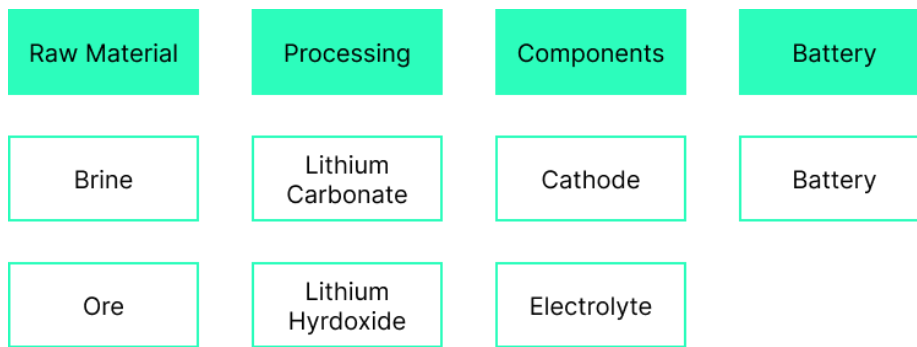 Raw Material
Processing
Components
Battery
Brine
Lithium
Carbonate
Cathode
Battery
Ore
Lithium
Hyrdoxide
Electrolyte